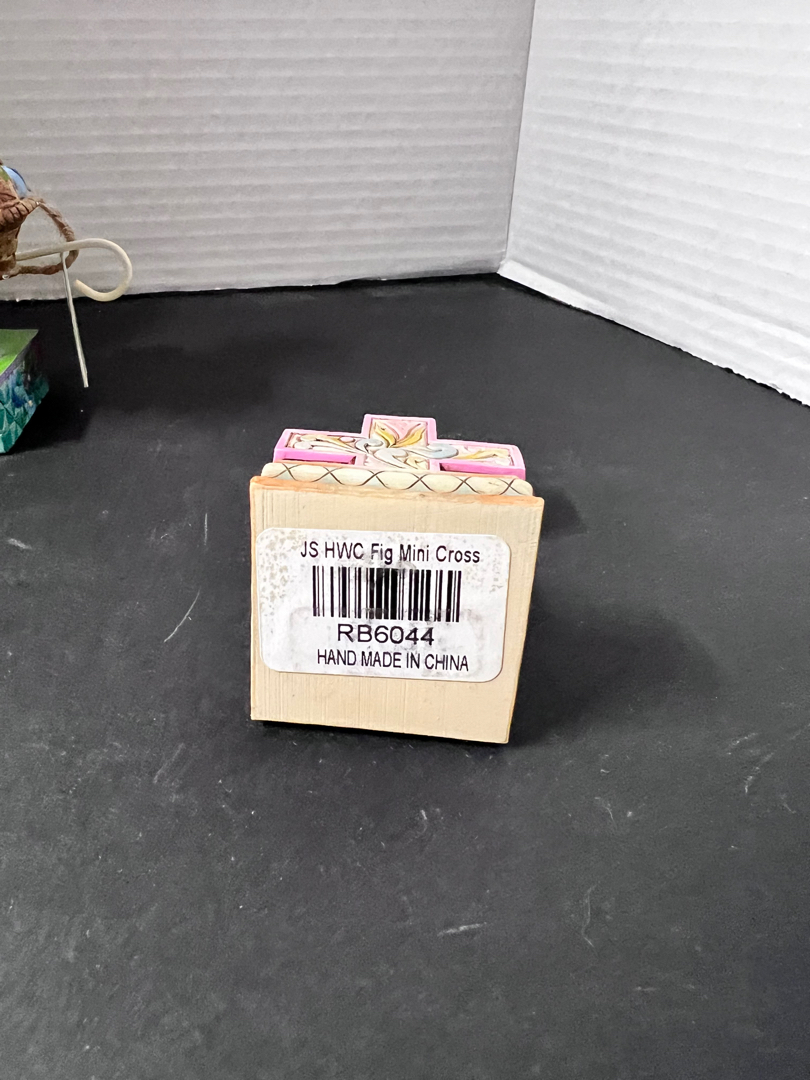 JS HWC Fig Mini Cross
RB6044
HAND MADE IN CHINA